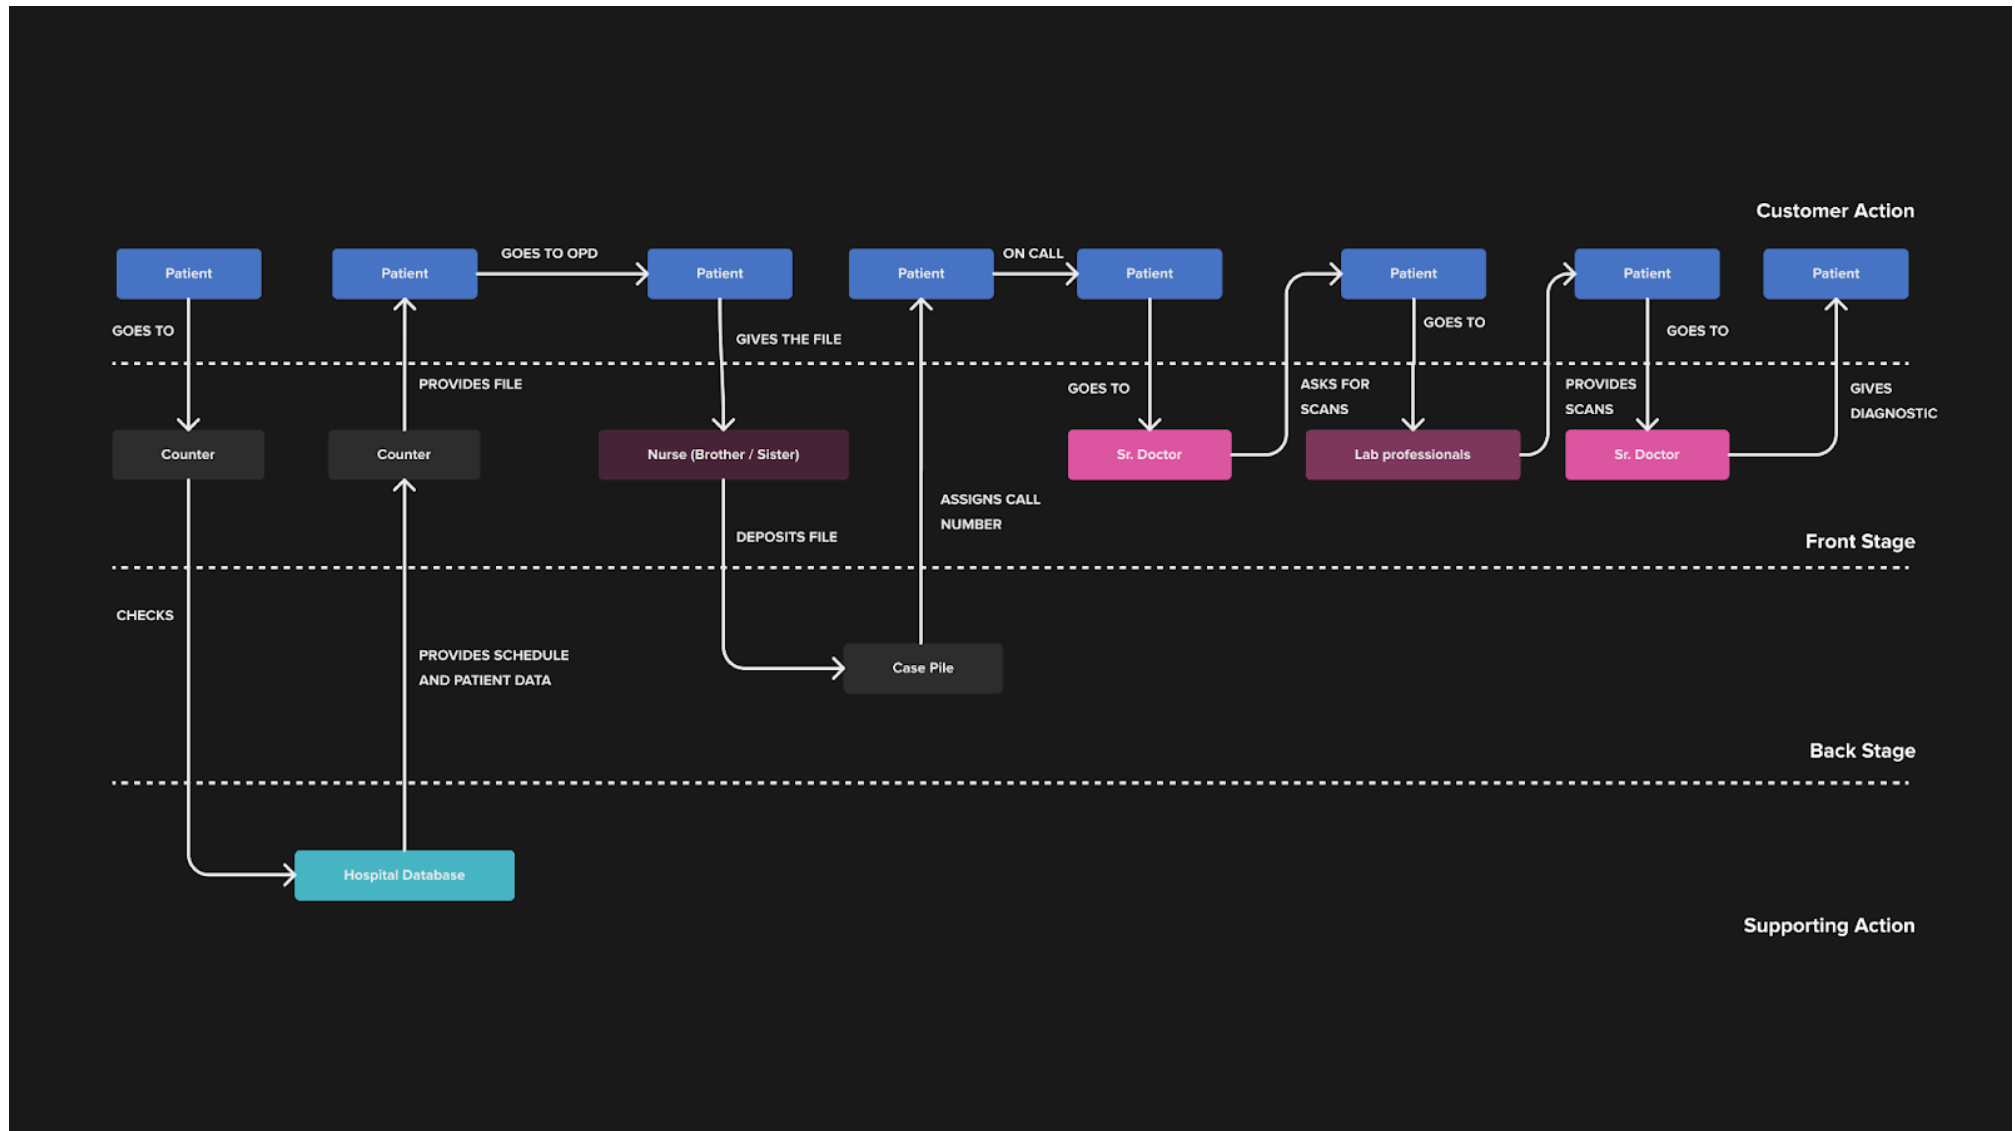 Customer Action
GOES TO OPD
ON CALL
Patient
Patient
Patient
Patient
Patient
Patient
Patient
Patient
GOES TO
GIVES THE FILE
GOES TO
GOES TO
PROVIDES FILE
GOES TO
ASKS FOR
SCANS
PROVIDES
SCANS
GIVES
DIAGNOSTIC
Counter
Counter
Nurse (Brother / Sister)
Sr. Doctor
Lab professionals
Sr. Doctor
ASSIGNS CALL
NUMBER
DEPOSITS FILE
Front Stage
CHECKS
PROVIDES SCHEDULE
AND PATIENT DATA
Case Pile
Back Stage
Hospital Database
Supporting Action